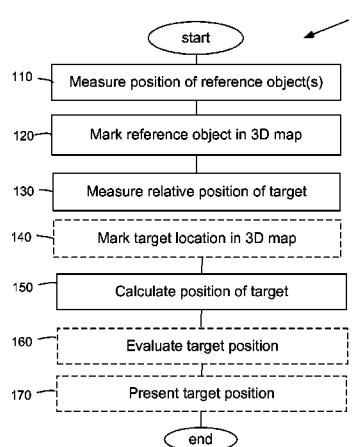 start
110
Measure position of reference object(s)
120
Mark reference object in 3D map
130
Measure relative position of target
140
Mark target location in 3D map
150
Calculate position of target
160
Evaluate target position
170
Present target position
end